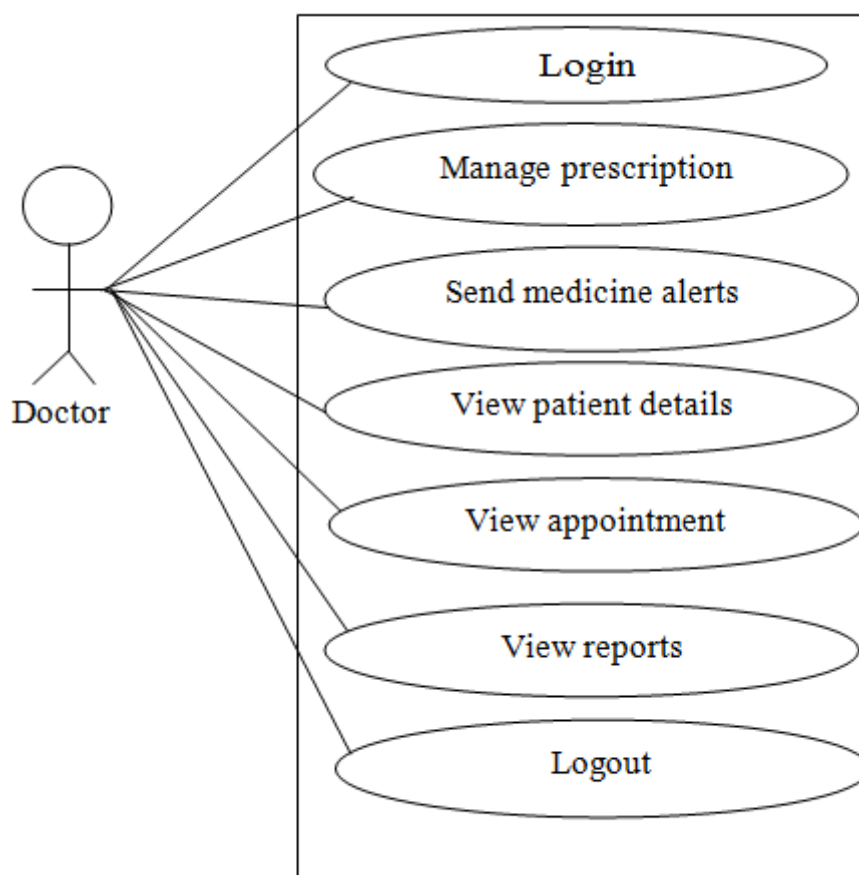 Login
Manage prescription
Send medicine alerts
View patient details
Doctor
View appointment
View reports
Logout